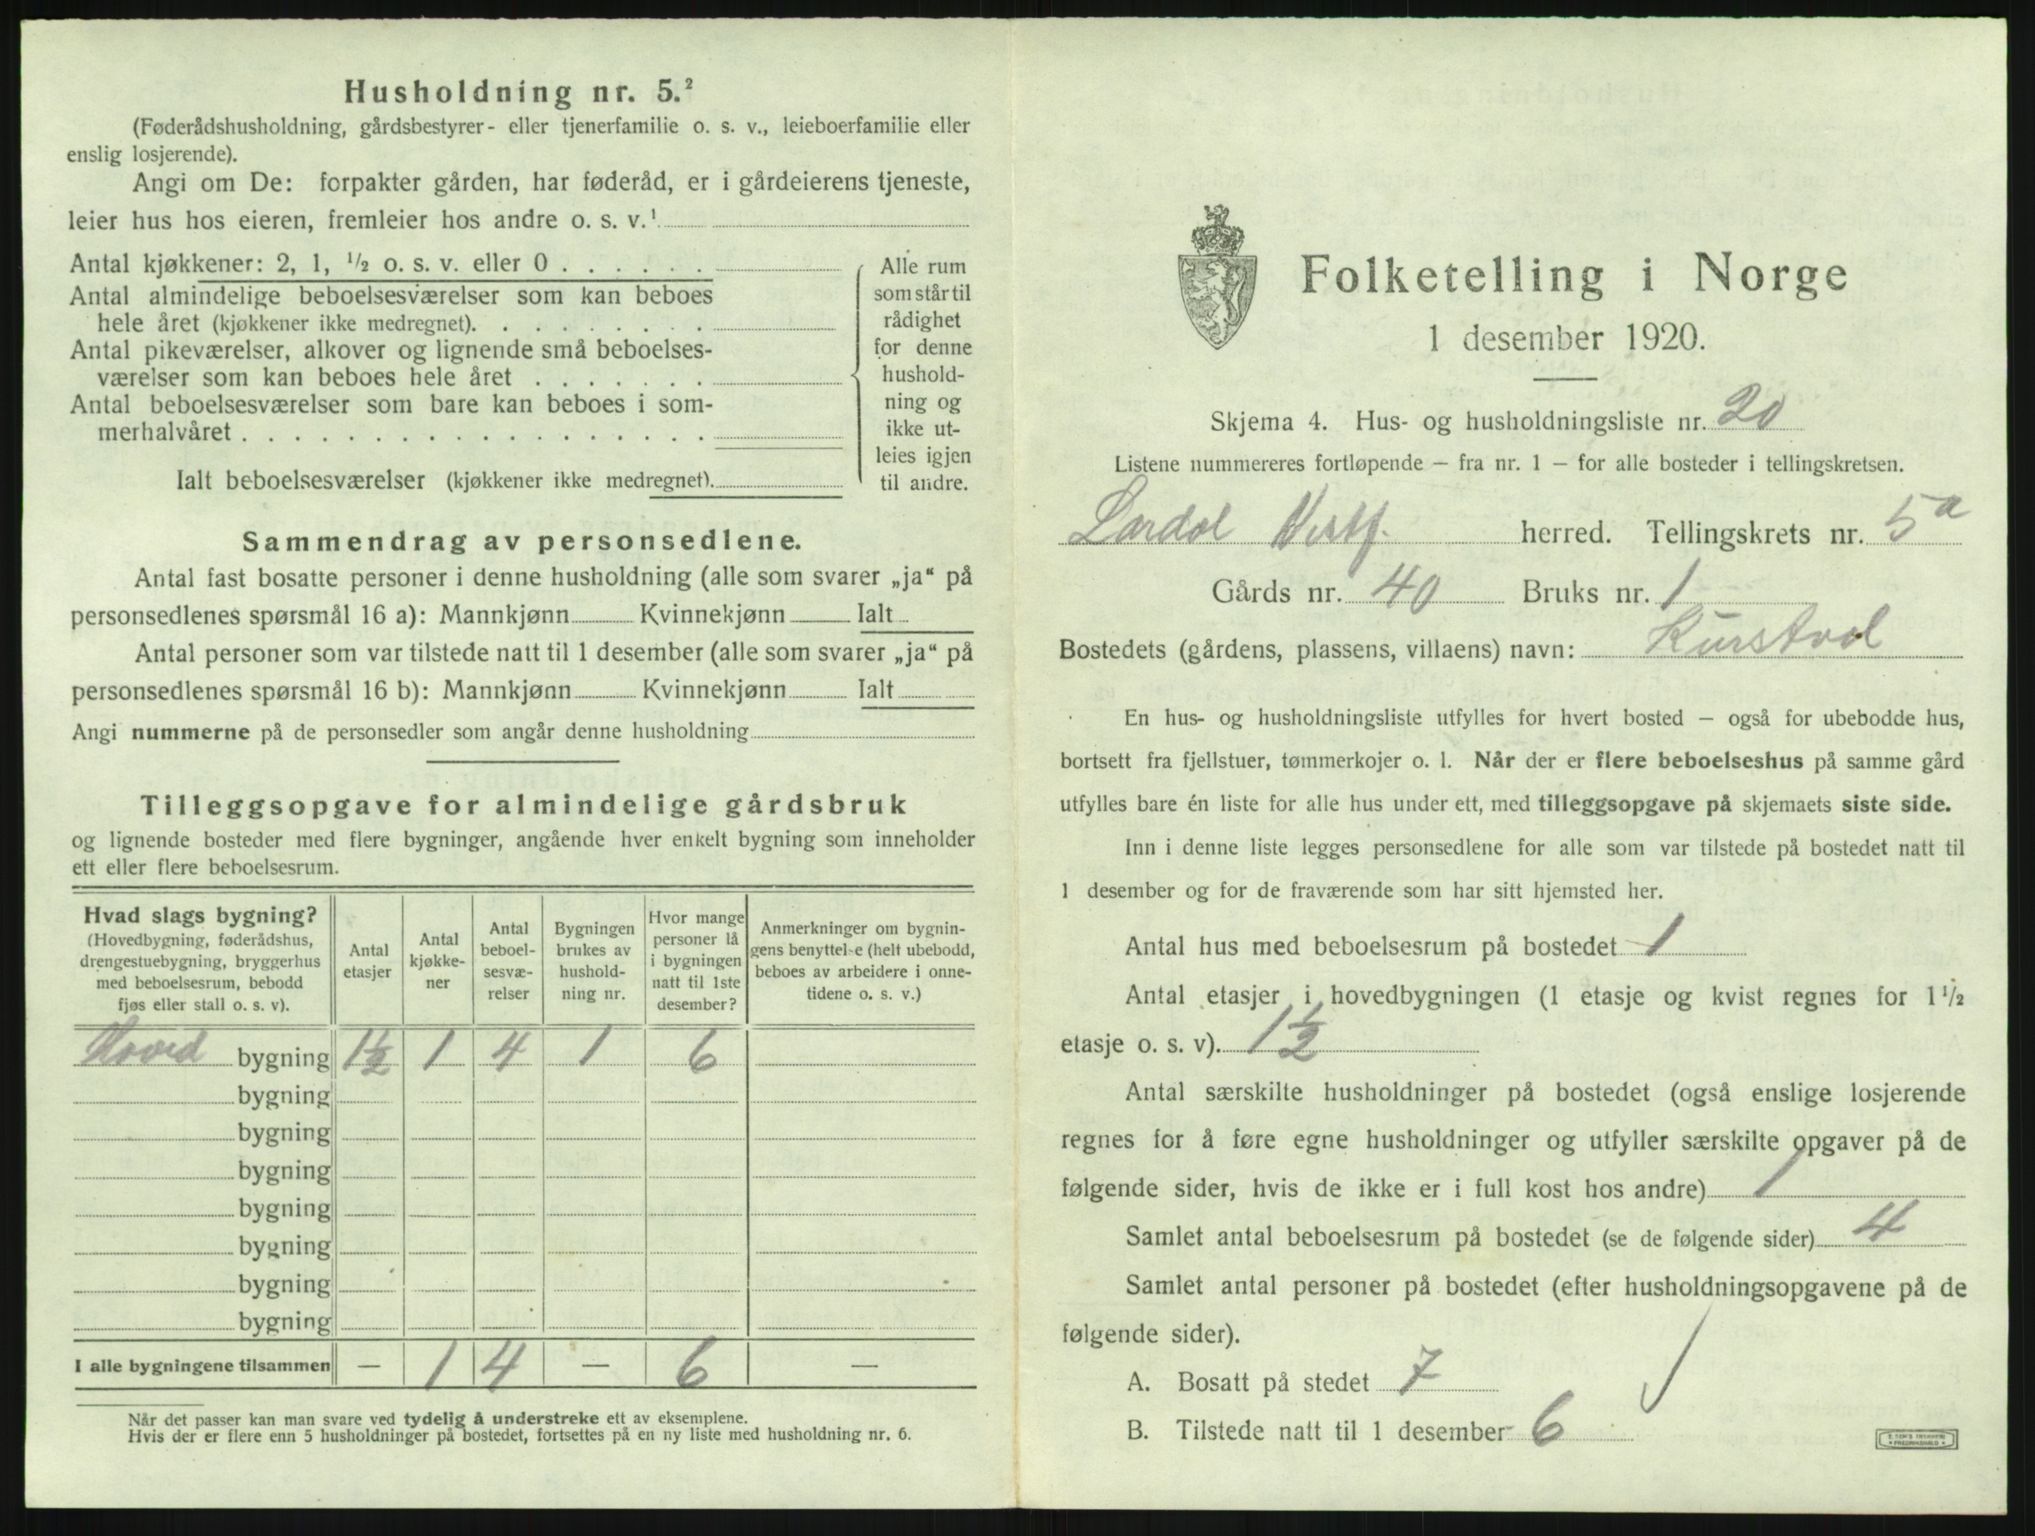 Husholdning nr. 5.²
(Føderådshusholdning, gårdsbestyrer- eller tjenerfamilie o. s. v., leieboerfamilie eller
enslig losjerende).
Angi om De: forpakter gården, har føderåd, er i gårdeierens tjeneste,
leier hus hos eieren, fremleier hos andre o. s. v.¹
Antal kjøkkener: 2, 1, ½ o. s. v. eller 0 . . . . . .
Antal almindelige beboelsesværelser som kan beboes
hele året (kjøkkener ikke medregnet). . . . . . . . .
Antal pikeværelser, alkover og lignende små beboelses-
værelser som kan beboes hele året . . . . . . .
Antal beboelsesværelser som bare kan beboes i som-
merhalvåret . . . . . . . . . . . . . . . . . .
Ialt beboelsesværelser (kjøkkener ikke medregnet).
Alle rum
som står til
rådighet
for denne
hushold-
ning og
ikke ut-
leies igjen
til andre.
Sammendrag av personsedlene.
Antal fast bosatte personer i denne husholdning (alle som svarer „ja“ på
personsedlenes spørsmål 16 a): Mannkjønn Kvinnekjønn Ialt
Antal personer som var tilstede natt til 1 desember (alle som svarer „ja“ på
personsedlenes spørsmål 16 b): Mannkjønn Kvinnekjønn Ialt
Angi nummerne på de personsedler som angår denne husholdning
Tilleggsopgave for almindelige gårdsbruk
og lignende bosteder med flere bygninger, angående hver enkelt bygning som inneholder
ett eller flere beboelsesrum.
Hvad slags bygning?
(Hovedbygning, føderådshus,
drengestuebygning, bryggerhus
med beboelsesrum, bebodd
fjøs eller stall o. s. v).
Antal
etasjer
Antal
kjøkke-
ner
Antal
beboel-
sesvæ-
relser
Bygningen
brukes av
hushold-
ning nr.
Hvor mange
personer lå
i bygningen
natt til 1ste
desember?
Anmerkninger om bygnin-
gens benyttelse (helt ubebodd,
beboes av arbeidere i onne-
tidene o. s. v.)
Hoved bygning 1½ 1 4 1 6
bygning
bygning
bygning
bygning
bygning
bygning
bygning
I alle bygningene tilsammen — 1 4 — 6 —
Når det passer kan man svare ved tydelig å understreke ett av eksemplene.
Hvis der er flere enn 5 husholdninger på bostedet, fortsettes på en ny liste med husholdning nr. 6.
Folketelling i Norge
1 desember 1920.
Skjema 4. Hus- og husholdningsliste nr. 20
Listene nummereres fortløpende — fra nr. 1 — for alle bosteder i tellingskretsen.
Lardal Vestf. herred. Tellingskrets nr. 5a
Gårds nr. 40 Bruks nr. 1
Bostedets (gårdens, plassens, villaens) navn:
En hus- og husholdningsliste utfylles for hvert bosted — også for ubebodde hus,
bortsett fra fjellstuer, tømmerkojer o. l. Når der er flere beboelseshus på samme gård
utfylles bare én liste for alle hus under ett, med tilleggsopgave på skjemaets siste side.
Inn i denne liste legges personsedlene for alle som var tilstede på bostedet natt til
1 desember og for de fraværende som har sitt hjemsted her.
Antal hus med beboelsesrum på bostedet 1
Antal etasjer i hovedbygningen (1 etasje og kvist regnes for 1½
etasje o. s. v). 1½
Antal særskilte husholdninger på bostedet (også enslige losjerende
regnes for å føre egne husholdninger og utfyller særskilte opgaver på de
følgende sider, hvis de ikke er i full kost hos andre) 1
Samlet antal beboelsesrum på bostedet (se de følgende sider) 4
Samlet antal personer på bostedet (efter husholdningsopgavene på de
følgende sider).
A. Bosatt på stedet 7
B. Tilstede natt til 1 desember 6